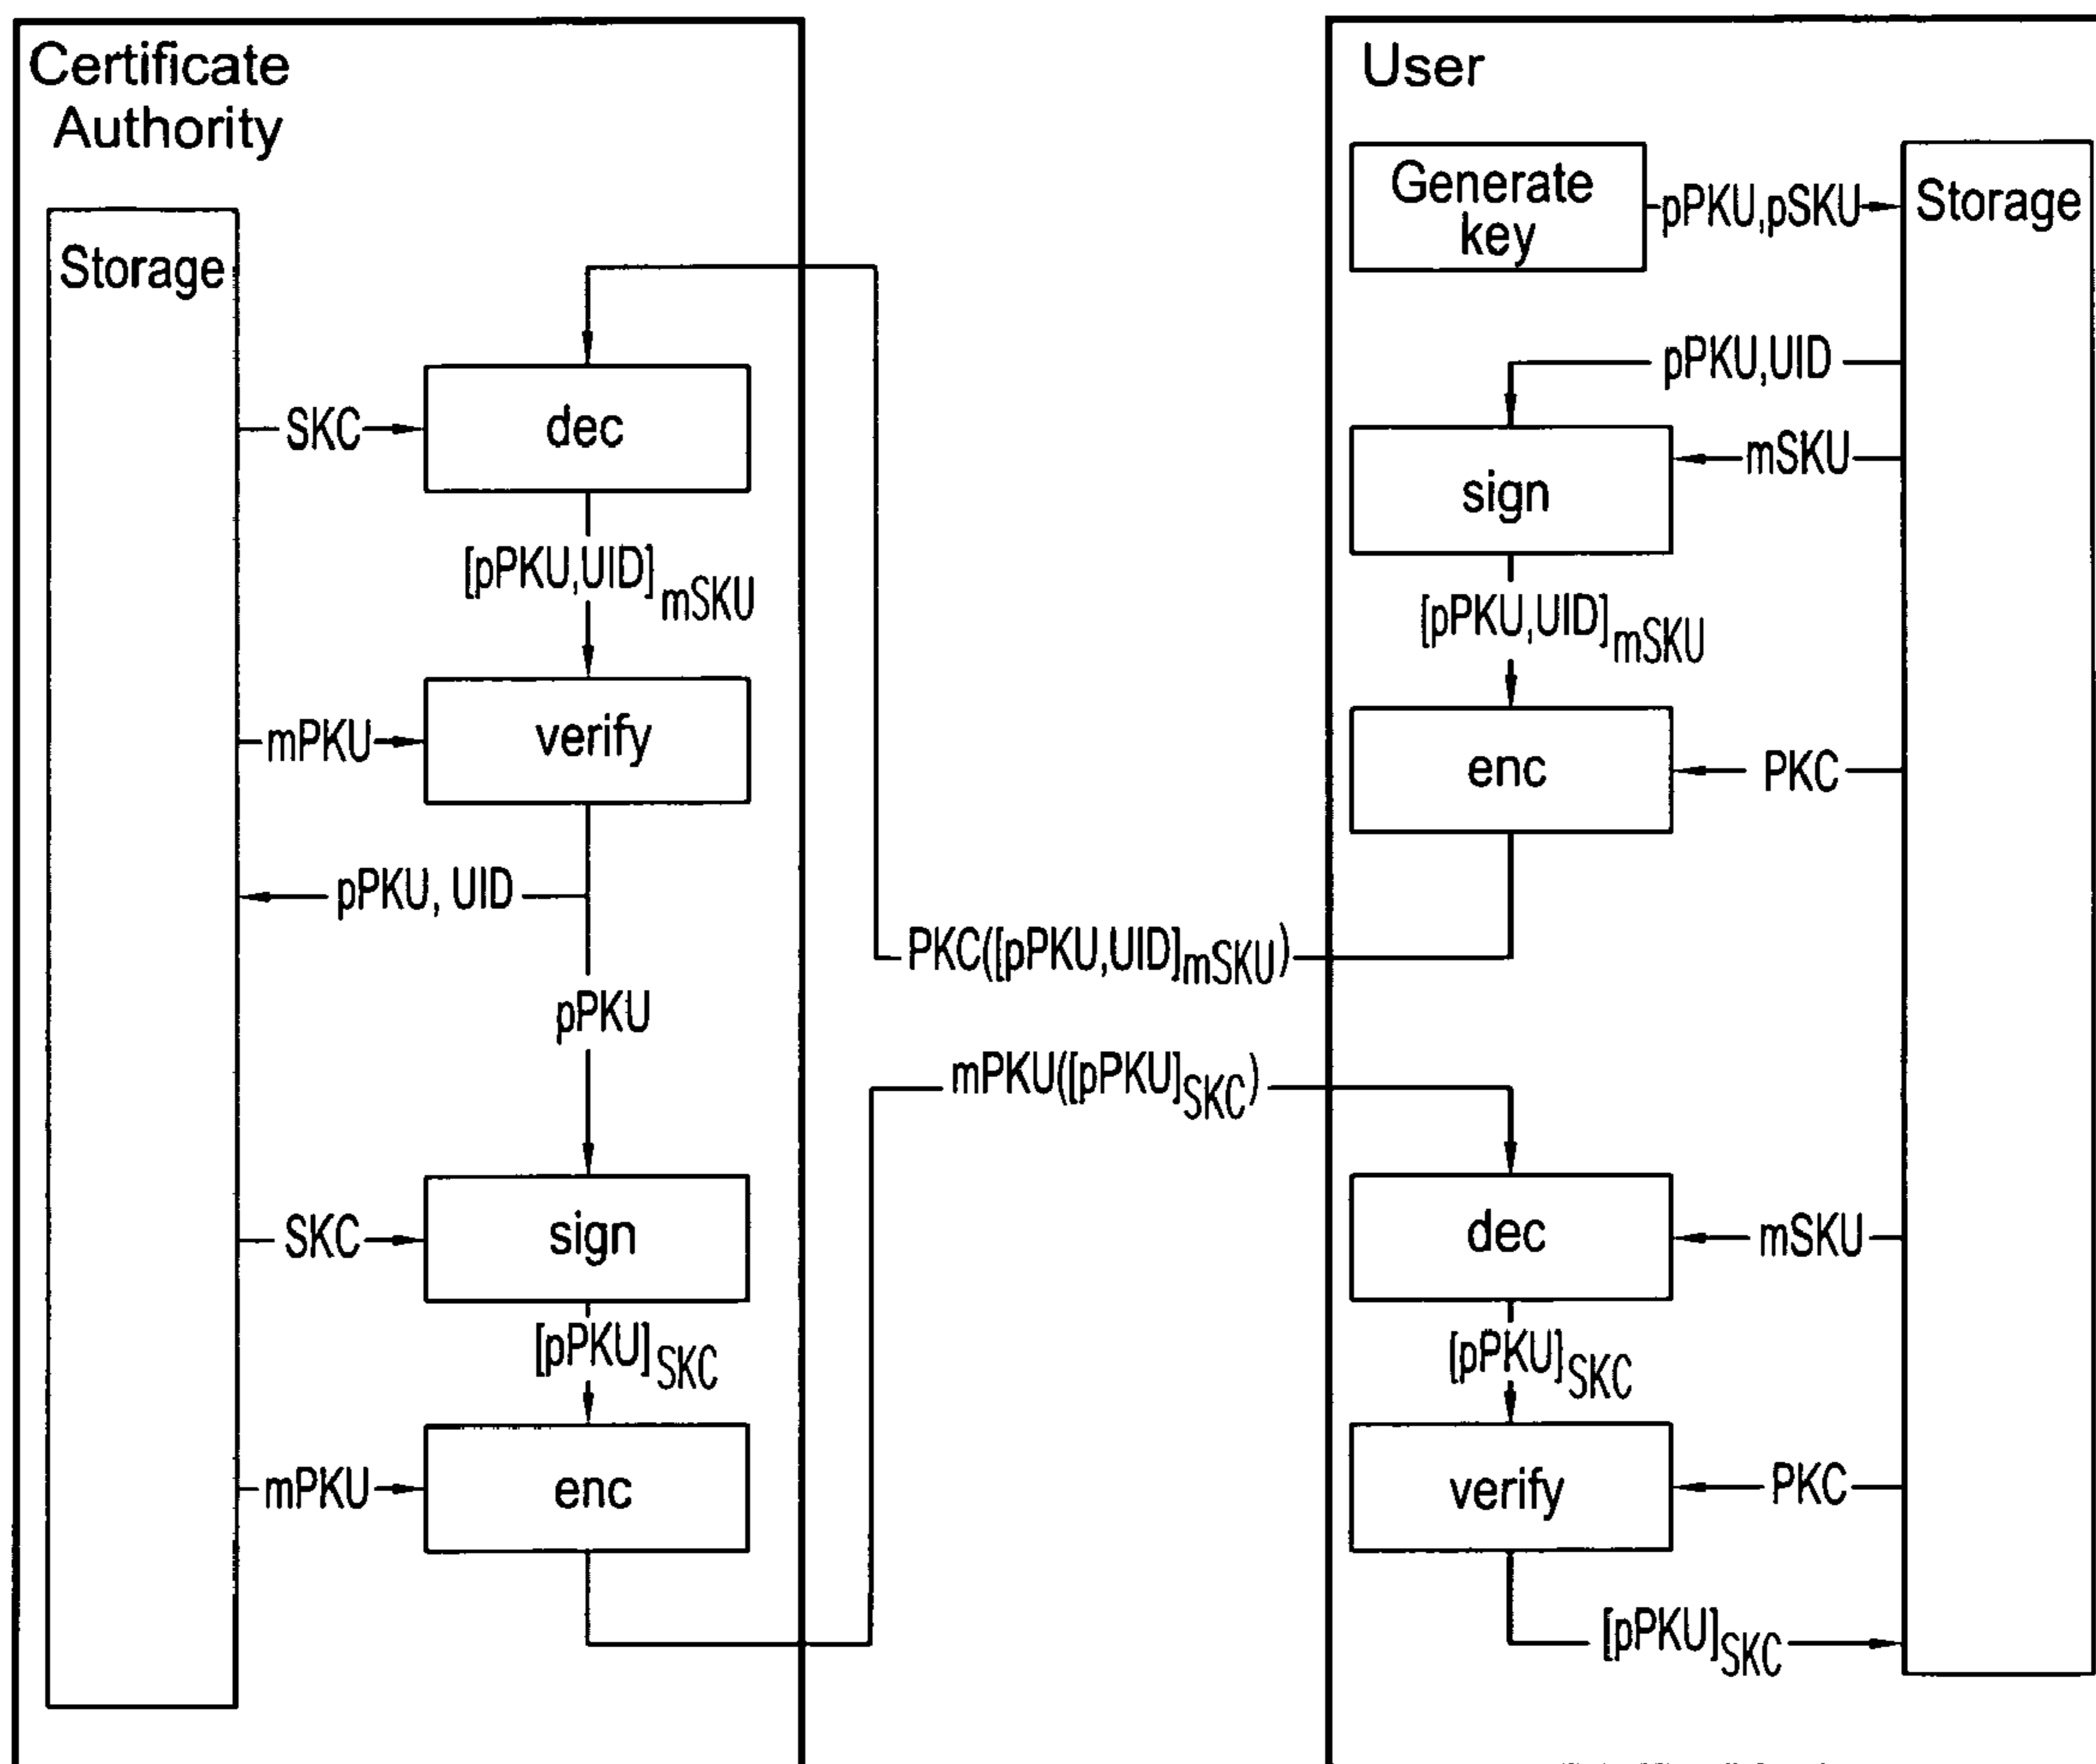 Certificate
Authority
Storage
SKC
dec
[pPKU,UID]mSKU
mPKU
verify
pPKU, UID
pPKU
SKC
sign
[pPKU]SKC
mPKU
enc
PKC([pPKU,UID]mSKU)
mPKU([pPKU]SKC)
User
Generate
key
pPKU,pSKU
Storage
pPKU,UID
mSKU
sign
[pPKU,UID]mSKU
enc
PKC
dec
mSKU
[pPKU]SKC
verify
PKC
[pPKU]SKC